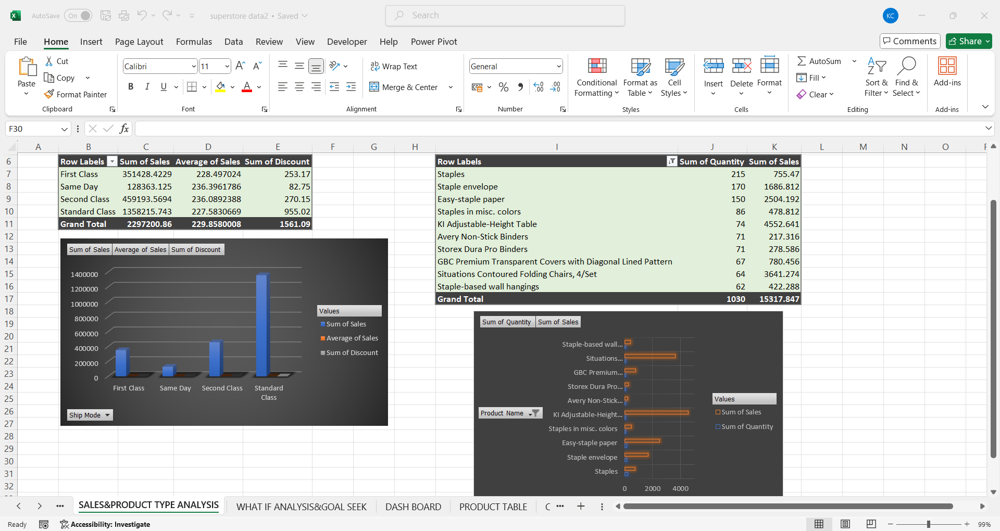 AutoSave On superstore data2 • Saved Search KC
File Home Insert Page Layout Formulas Data Review View Developer Help Power Pivot Comments Share
Paste Cut Copy Format Painter Clipboard
Calibri 11 B I U A Font
Wrap Text Merge & Center Alignment
General % Number
Conditional Formatting Format as Table Cell Styles Styles
Insert Delete Format Cells
AutoSum Fill Clear Sort & Filter Find & Select Editing
Add-ins Add-ins
F30 fx
A B C D E F G H I J K L M N O
6 Row Labels Sum of Sales Average of Sales Sum of Discount Row Labels Sum of Quantity Sum of Sales
7 First Class 351428.4229 228.497024 253.17 Staples 215 755.47
8 Same Day 128363.125 236.3961786 82.75 Staple envelope 170 1686.812
9 Second Class 459193.5694 236.0892388 270.15 Easy-staple paper 150 2504.192
10 Standard Class 1358215.743 227.5830669 955.02 Staples in misc. colors 86 478.812
11 Grand Total 2297200.86 229.8580008 1561.09 KI Adjustable-Height Table 74 4552.641
12 Avery Non-Stick Binders 71 217.316
13 Storex Dura Pro Binders 71 278.586
14 GBC Premium Transparent Covers with Diagonal Lined Pattern 67 780.456
15 Situations Contoured Folding Chairs, 4/Set 64 3641.274
16 Staple-based wall hangings 62 422.288
17 Grand Total 1030 15317.847
18
19
20
21
22
23
24
25
26
27
28
29
30
31
32
Sum of Sales Average of Sales Sum of Discount
1400000
1200000
1000000
800000
600000
400000
200000
0
First Class Same Day Second Class Standard Class
Values
Sum of Sales
Average of Sales
Sum of Discount
Ship Mode
Sum of Quantity Sum of Sales
Staple-based wall...
Situations...
GBC Premium...
Storex Dura Pro...
Avery Non-Stick...
KI Adjustable-Height...
Staples in misc. colors
Easy-staple paper
Staple envelope
Staples
0 2000 4000
Product Name
Values
Sum of Sales
Sum of Quantity
SALES&PRODUCT TYPE ANALYSIS WHAT IF ANALYSIS&GOAL SEEK DASH BOARD PRODUCT TABLE C
Ready Accessibility: Investigate 99%